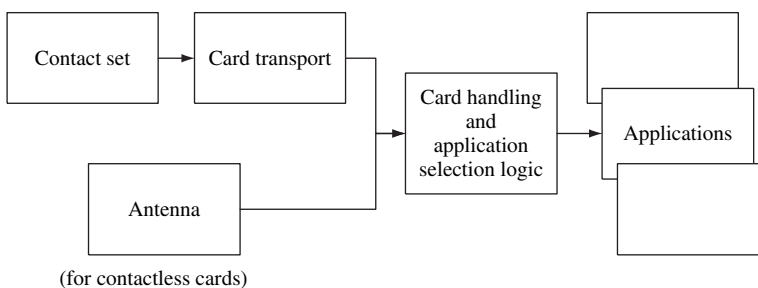 Contact set
Card transport
Card handling
and
application
selection logic
Applications
Antenna
(for contactless cards)